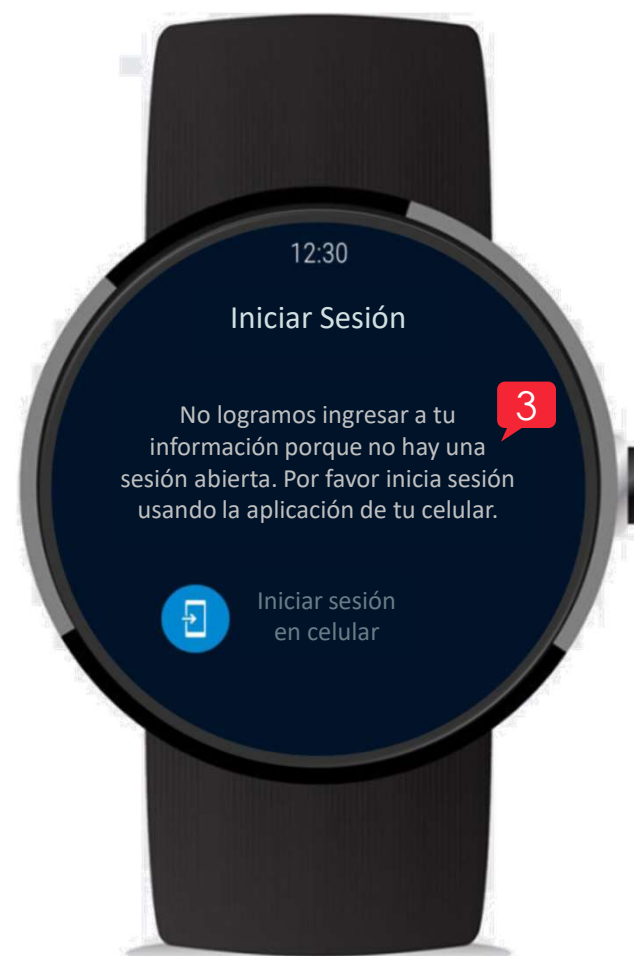 12:30
Iniciar Sesión
3
No logramos ingresar a tu
información porque no hay una
sesión abierta. Por favor inicia sesión
usando la aplicación de tu celular.
Iniciar sesión
en celular